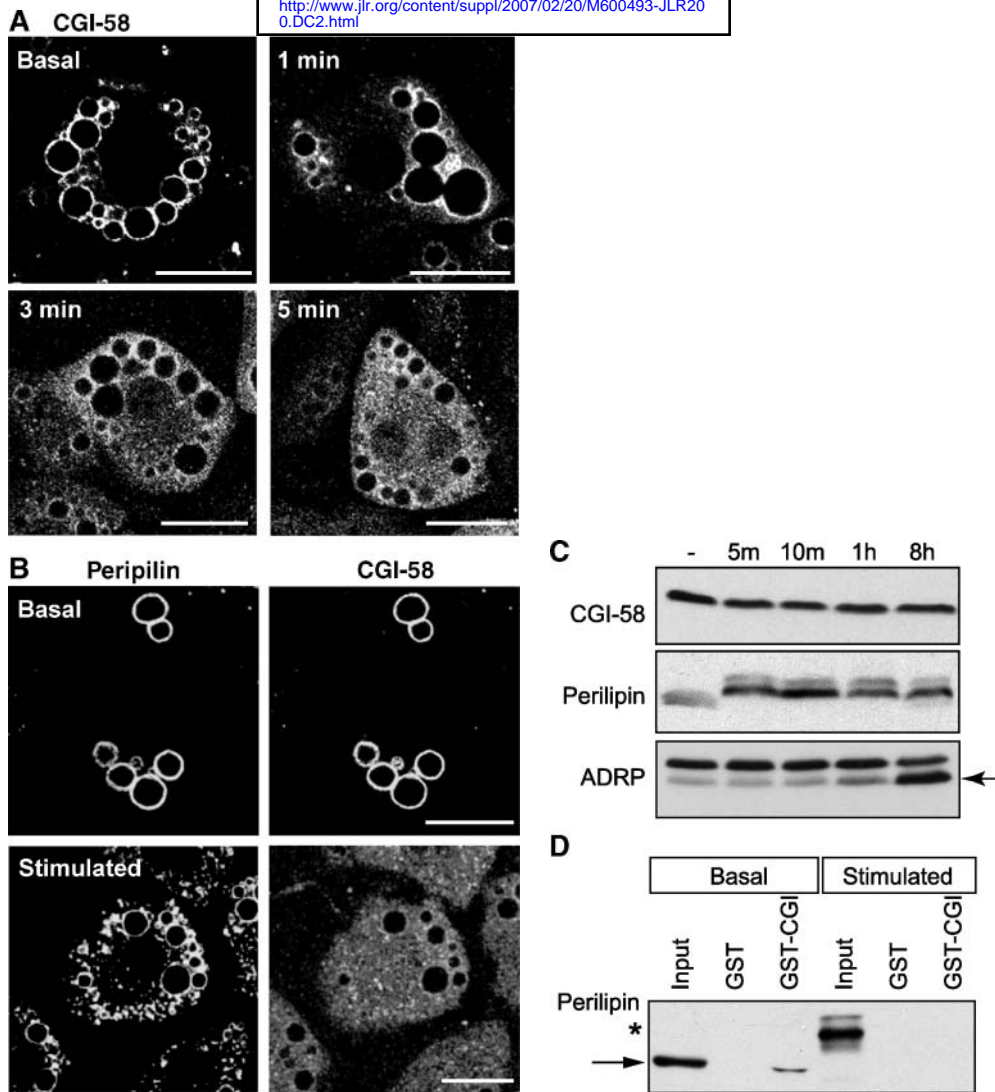 http://www.jlr.org/content/suppl/2007/02/20/M600493-JLR20
0.DC2.html
A CGI-58
Basal
1 min
3 min
5 min
B
Peripilin
CGI-58
Basal
Stimulated
C
- 5m 10m 1h 8h
CGI-58
Perilipin
ADRP
D
Basal
Stimulated
Input
GST
GST-CGI
Input
GST
GST-CGI
Perilipin
*